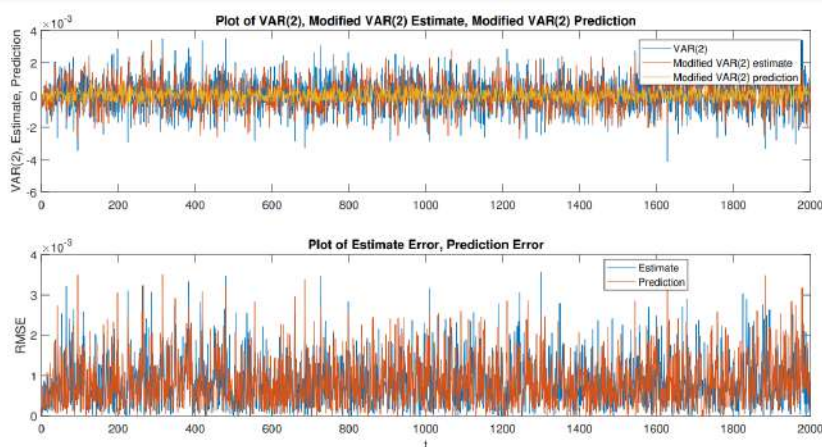 Plot of VAR(2), Modified VAR(2) Estimate, Modified VAR(2) Prediction
×10⁻³
VAR(2), Estimate, Prediction
4
2
0
-2
-4
-6
VAR(2)
Modified VAR(2) estimate
Modified VAR(2) prediction
0 200 400 600 800 1000 1200 1400 1600 1800 2000
Plot of Estimate Error, Prediction Error
×10⁻³
RMSE
4
3
2
1
0
Estimate
Prediction
0 200 400 600 800 1000 1200 1400 1600 1800 2000
t